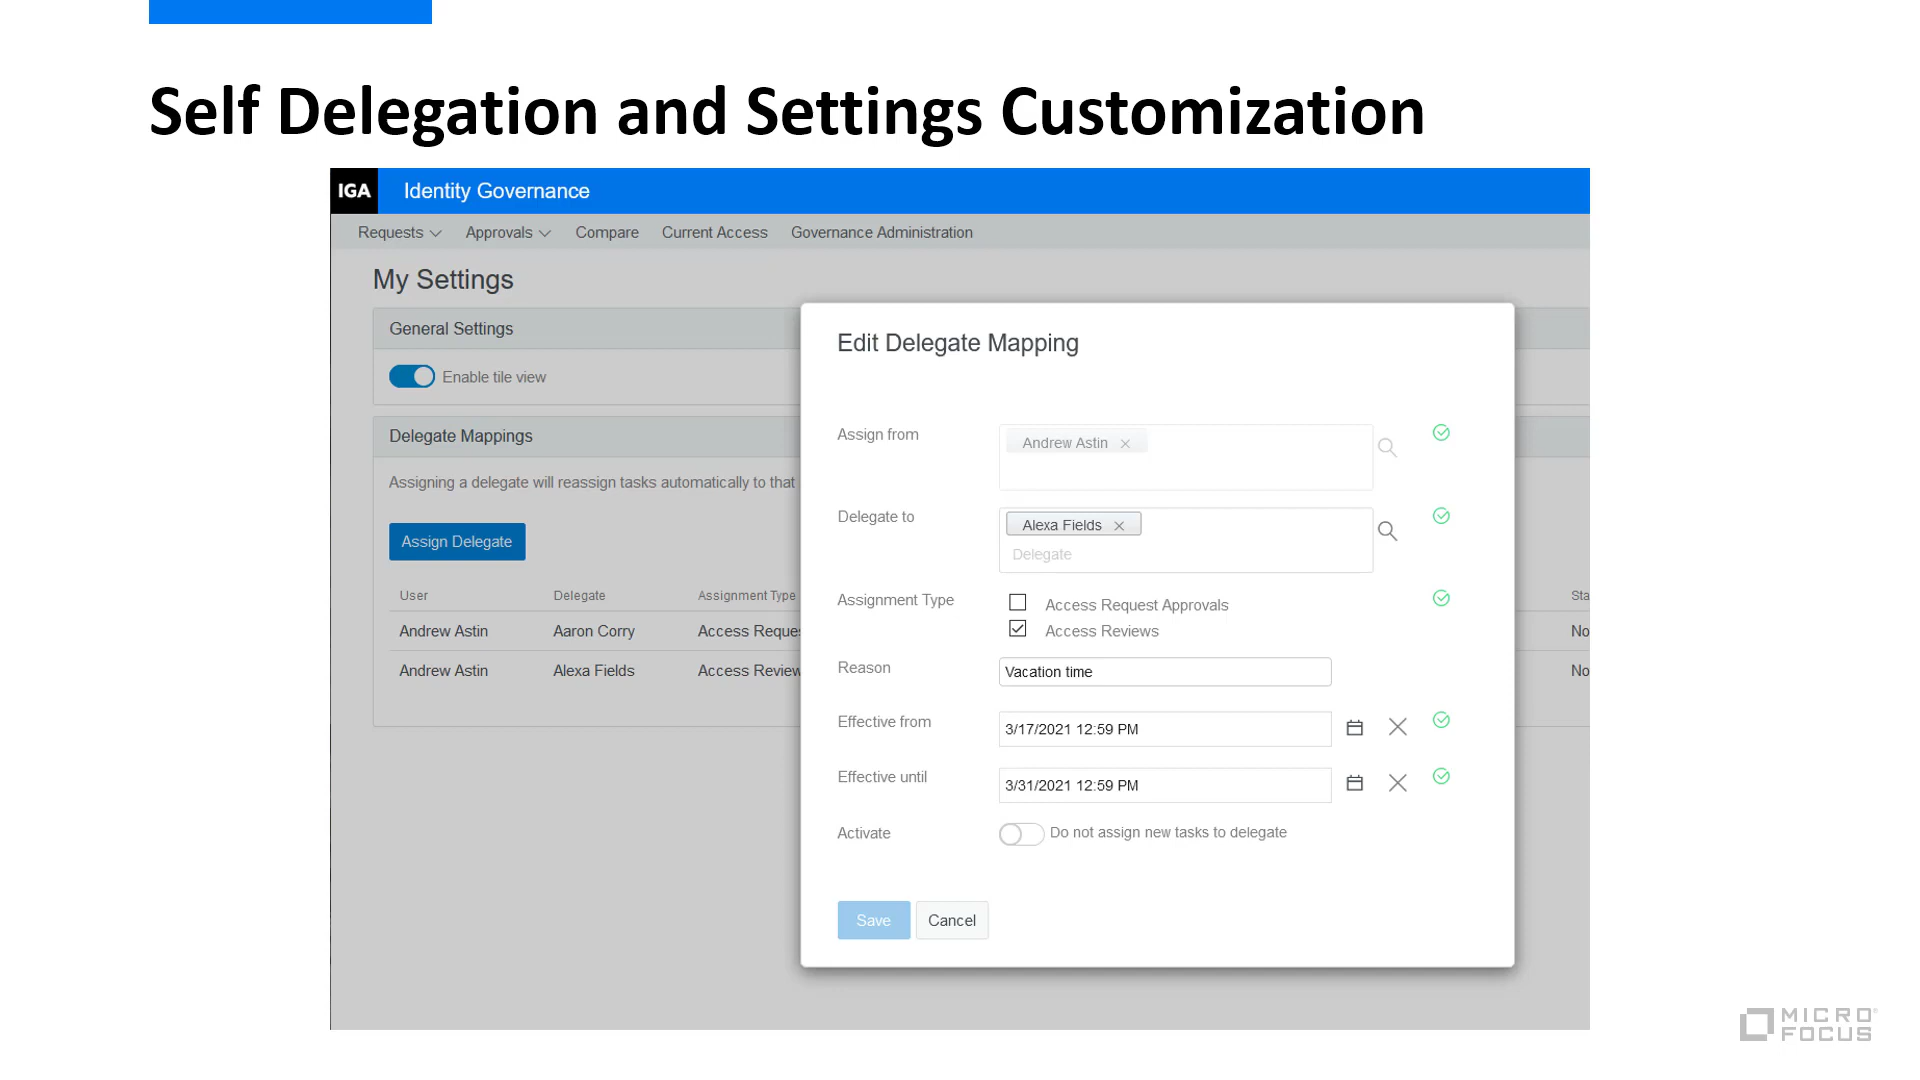 Self Delegation and Settings Customization
IGA Identity Governance
Requests Approvals Compare Current Access Governance Administration
My Settings
General Settings
Enable tile view
Delegate Mappings
Assigning a delegate will reassign tasks automatically to that
Assign Delegate
User Delegate Assignment Type Sta
Andrew Astin Aaron Corry Access Reques No
Andrew Astin Alexa Fields Access Review No
Edit Delegate Mapping
Assign from Andrew Astin
Delegate to Alexa Fields
Delegate
Assignment Type Access Request Approvals
Access Reviews
Reason Vacation time
Effective from 3/17/2021 12:59 PM
Effective until 3/31/2021 12:59 PM
Activate Do not assign new tasks to delegate
Save Cancel
MICRO
FOCUS